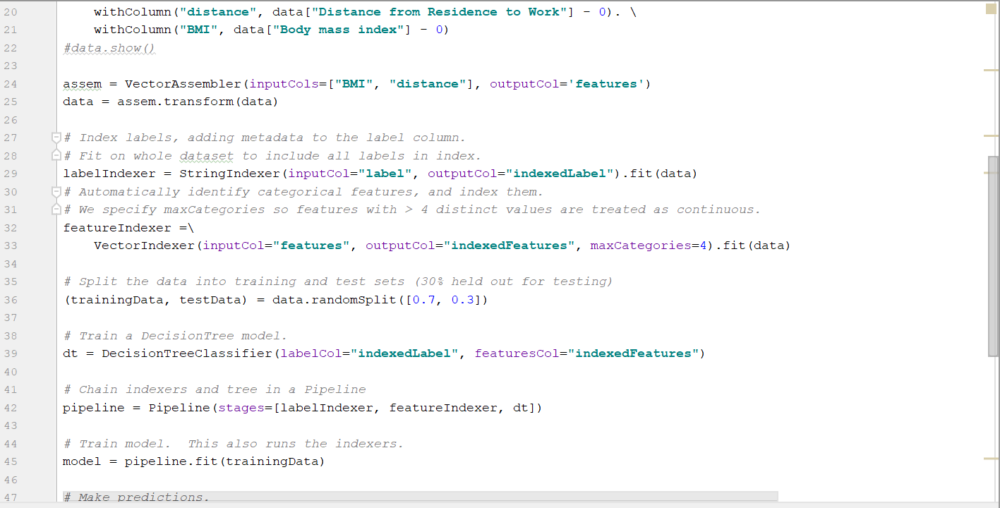 20 withColumn("distance", data["Distance from Residence to Work"] - 0). \
21 withColumn("BMI", data["Body mass index"] - 0)
22 #data.show()
23
24 assem = VectorAssembler(inputCols=["BMI", "distance"], outputCol='features')
25 data = assem.transform(data)
26
27 # Index labels, adding metadata to the label column.
28 # Fit on whole dataset to include all labels in index.
29 labelIndexer = StringIndexer(inputCol="label", outputCol="indexedLabel").fit(data)
30 # Automatically identify categorical features, and index them.
31 # We specify maxCategories so features with > 4 distinct values are treated as continuous.
32 featureIndexer =\
33 VectorIndexer(inputCol="features", outputCol="indexedFeatures", maxCategories=4).fit(data)
34
35 # Split the data into training and test sets (30% held out for testing)
36 (trainingData, testData) = data.randomSplit([0.7, 0.3])
37
38 # Train a DecisionTree model.
39 dt = DecisionTreeClassifier(labelCol="indexedLabel", featuresCol="indexedFeatures")
40
41 # Chain indexers and tree in a Pipeline
42 pipeline = Pipeline(stages=[labelIndexer, featureIndexer, dt])
43
44 # Train model.  This also runs the indexers.
45 model = pipeline.fit(trainingData)
46
47 # Make predictions.